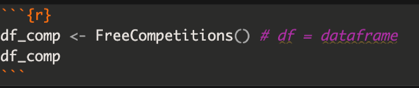 ```{r}
df_comp <- FreeCompetitions() # df = dataframe
df_comp
```